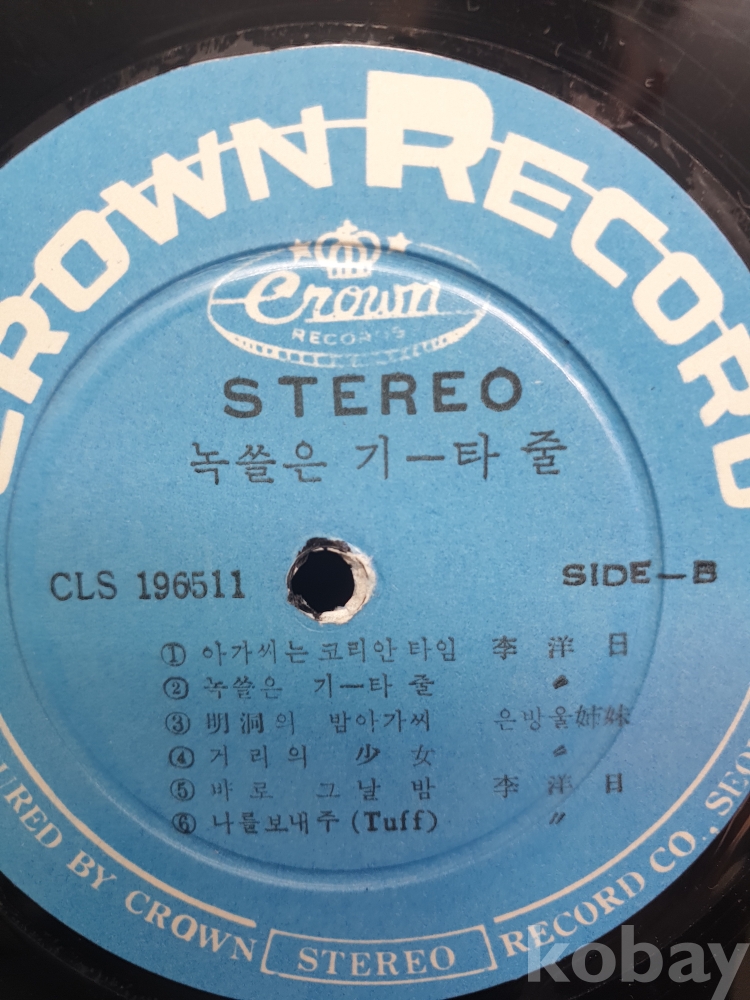 CROWN RECORD
Crown
RECORDS
STEREO
녹쓸은 기ー타 줄
CLS 196511
SIDE-B
① 아가씨는 코리안 타임 李洋日
② 녹쓸은 기ー타 줄 〃
③ 明洞의 밤아가씨 은방울姉妹
④ 거리의 少女 〃
⑤ 바로 그날 밤 李洋日
⑥ 나를보내주 (Tuff) 〃
URED BY CROWN STEREO RECORD CO., SEO
kobay